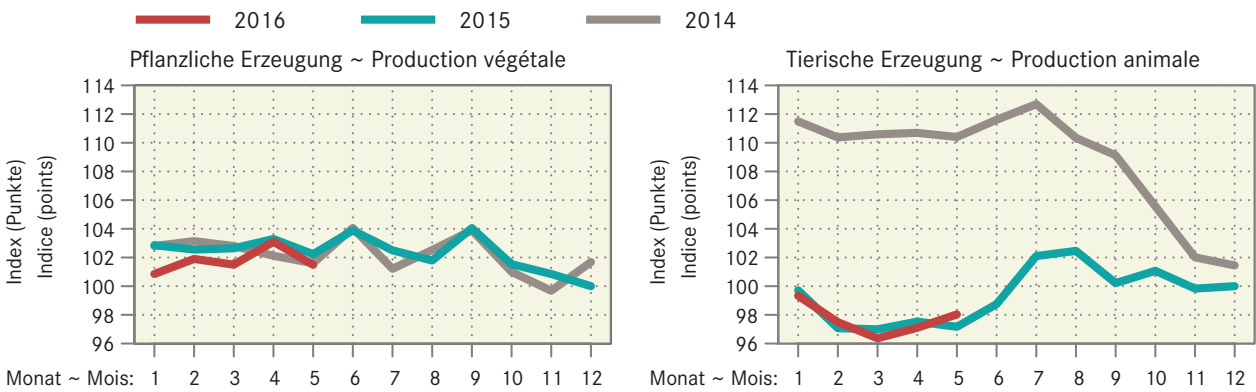 2016 2015 2014
Pflanzliche Erzeugung ~ Production végétale
Index (Punkte)
Indice (points)
114
112
110
108
106
104
102
100
98
96
Monat ~ Mois: 1 2 3 4 5 6 7 8 9 10 11 12
Tierische Erzeugung ~ Production animale
Index (Punkte)
Indice (points)
114
112
110
108
106
104
102
100
98
96
Monat ~ Mois: 1 2 3 4 5 6 7 8 9 10 11 12